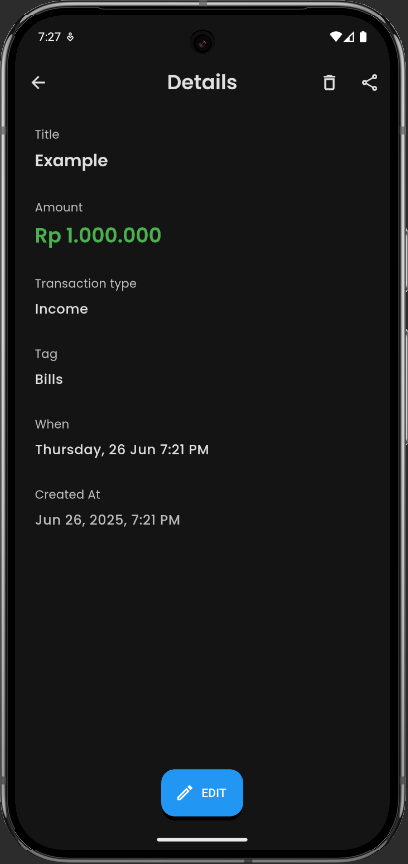 7:27
Details
Title
Example
Amount
Rp 1.000.000
Transaction type
Income
Tag
Bills
When
Thursday, 26 Jun 7:21 PM
Created At
Jun 26, 2025, 7:21 PM
EDIT